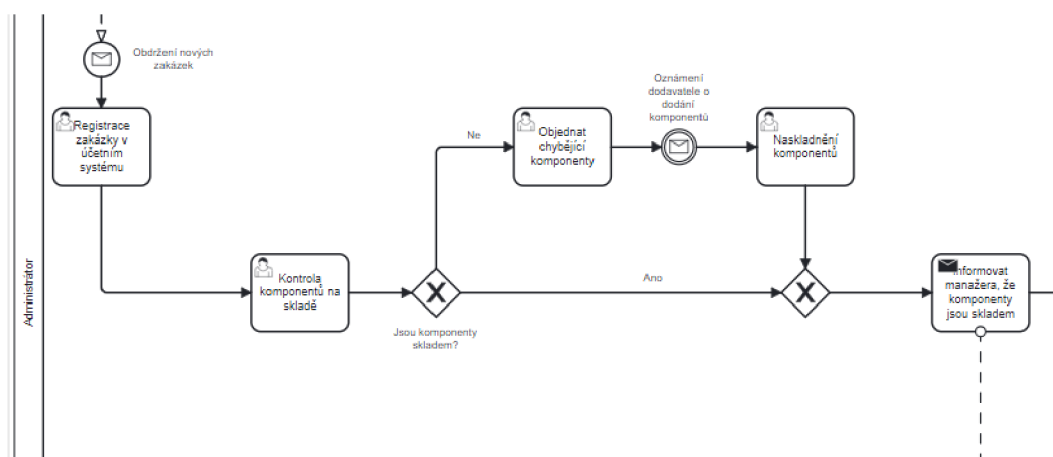 Obdržení nových
zakázek
Registrace
zakázky v
účetním
systému
Administrátor
Kontrola
komponentů na
skladě
Jsou komponenty
skladem?
Ne
Ano
Objednat
chybějící
komponenty
Oznámení
dodavatele o
dodání
komponentů
Naskladnění
komponentů
Informovat
manažera, že
komponenty
jsou skladem